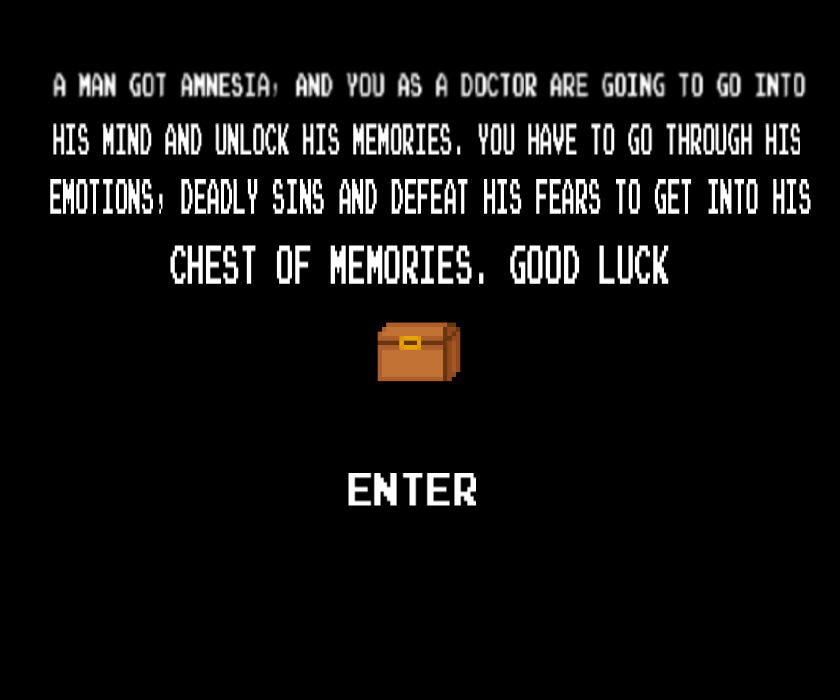 A MAN GOT AMNESIA, AND YOU AS A DOCTOR ARE GOING TO GO INTO
HIS MIND AND UNLOCK HIS MEMORIES. YOU HAVE TO GO THROUGH HIS
EMOTIONS, DEADLY SINS AND DEFEAT HIS FEARS TO GET INTO HIS
CHEST OF MEMORIES. GOOD LUCK
ENTER